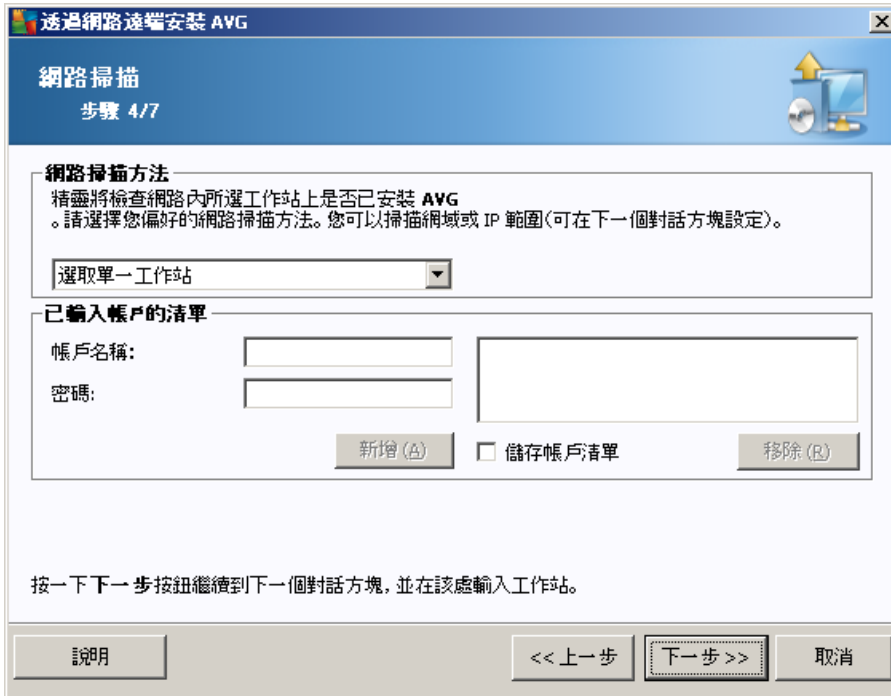 透過網路遠端安裝 AVG
網路掃描
步驟 4/7
網路掃描方法
精靈將檢查網路內所選工作站上是否已安裝 AVG
。請選擇您偏好的網路掃描方法。您可以掃描網域或 IP 範圍(可在下一個對話方塊設定)。
選取單一工作站
已輸入帳戶的清單
帳戶名稱:
密碼:
新增(A)
儲存帳戶清單
移除(R)
按一下下一步按鈕繼續到下一個對話方塊, 並在該處輸入工作站。
說明
<< 上一步
下一步 >>
取消